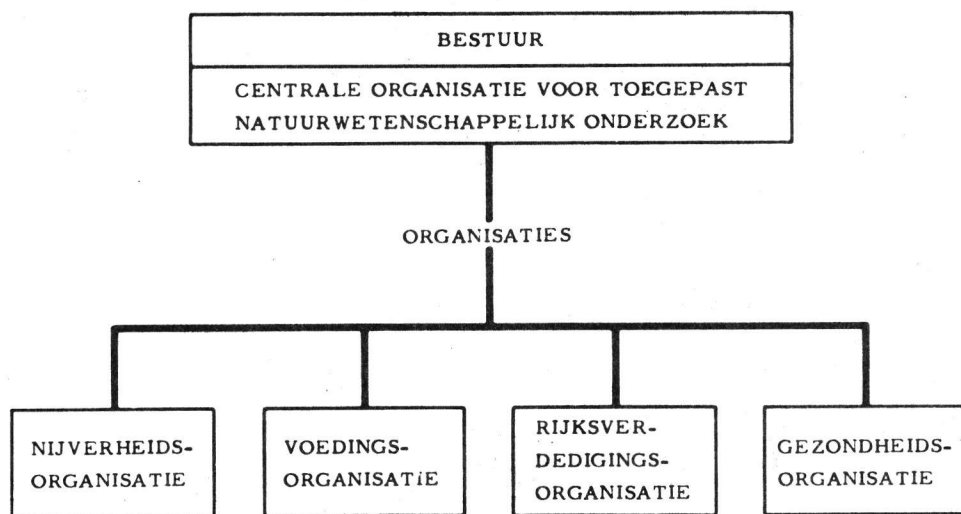 BESTUUR
CENTRALE ORGANISATIE VOOR TOEGEPAST
NATUURWETENSCHAPPELIJK ONDERZOEK
ORGANISATIES
NIJVERHEIDS-
ORGANISATIE
VOEDINGS-
ORGANISATIE
RIJKSVER-
DEDIGINGS-
ORGANISATIE
GEZONDHEIDS-
ORGANISATIE